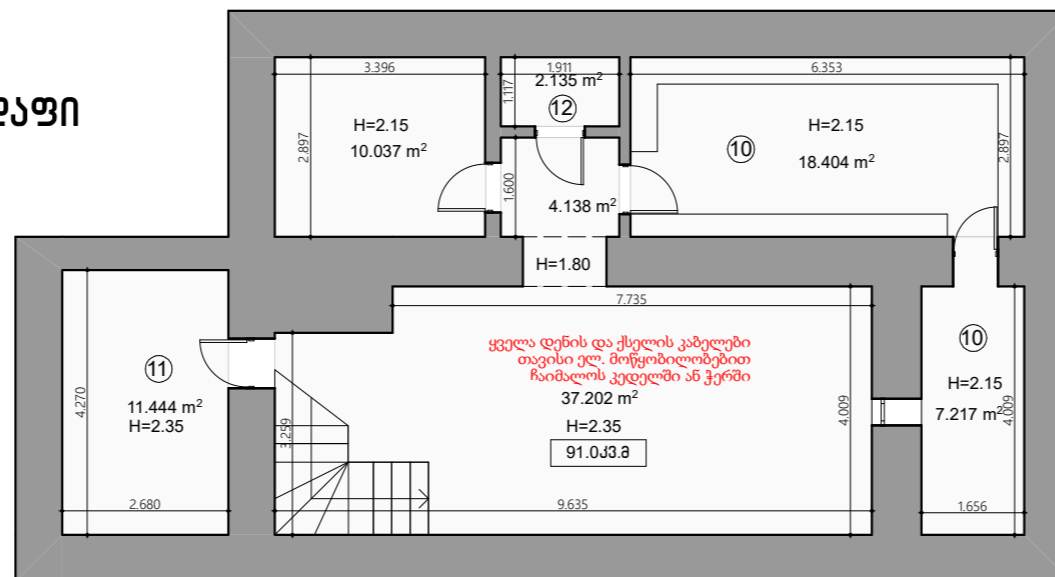 3.396
1.911
6.353
2.135 m²
1.117
12
H=2.15
10.037 m²
2.897
10
H=2.15
18.404 m²
2.897
1.600
4.138 m²
H=1.80
7.735
ყველა დენის და ქსელის კაბელები
თავისი ელ. მოწყობილობებით
ჩაიმალოს კედელში ან ჭერში
11
11.444 m²
H=2.35
4.270
3.259
37.202 m²
H=2.35
91.0კვ.მ
4.009
10
H=2.15
7.217 m²
4.009
2.680
9.635
1.656